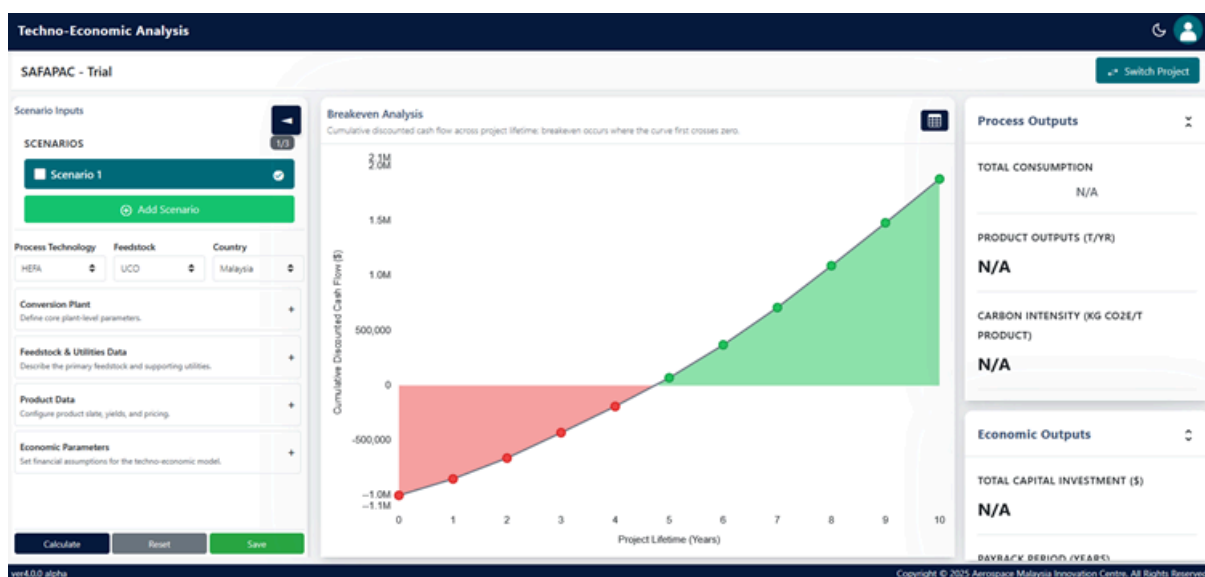 Techno-Economic Analysis
SAFAPAC - Trial
Switch Project
Scenario Inputs
1/3
SCENARIOS
Scenario 1
Add Scenario
Process Technology
Feedstock
Country
HEFA
UCO
Malaysia
Conversion Plant
Define core plant-level parameters.
+
Feedstock & Utilities Data
Describe the primary feedstock and supporting utilities.
+
Product Data
Configure product slate, yields, and pricing.
+
Economic Parameters
Set financial assumptions for the techno-economic model.
+
Calculate
Reset
Save
Breakeven Analysis
Cumulative discounted cash flow across project lifetime: breakeven occurs where the curve first crosses zero.
Cumulative Discounted Cash Flow ($)
2.1M
2.0M
1.5M
1.0M
500,000
0
-500,000
−1.0M
−1.1M
0 1 2 3 4 5 6 7 8 9 10
Project Lifetime (Years)
Process Outputs
TOTAL CONSUMPTION
N/A
PRODUCT OUTPUTS (T/YR)
N/A
CARBON INTENSITY (KG CO2E/T
PRODUCT)
N/A
Economic Outputs
TOTAL CAPITAL INVESTMENT ($)
N/A
PAYBACK PERIOD (YEARS)
ver4.0.0 alpha
Copyright © 2025 Aerospace Malaysia Innovation Centre. All Rights Reserved